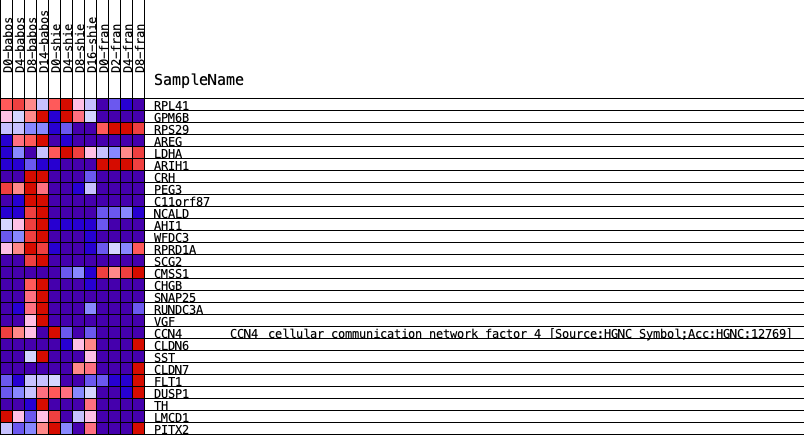 D0-babos
D4-babos
D8-babos
D14-babos
D0-shie
D4-shie
D8-shie
D16-shie
D0-fran
D2-fran
D4-fran
D8-fran
SampleName
RPL41
GPM6B
RPS29
AREG
LDHA
ARIH1
CRH
PEG3
C11orf87
NCALD
AHI1
WFDC3
RPRD1A
SCG2
CMSS1
CHGB
SNAP25
RUNDC3A
VGF
CCN4 CCN4 cellular communication network factor 4 [Source:HGNC Symbol;Acc:HGNC:12769]
CLDN6
SST
CLDN7
FLT1
DUSP1
TH
LMCD1
PITX2